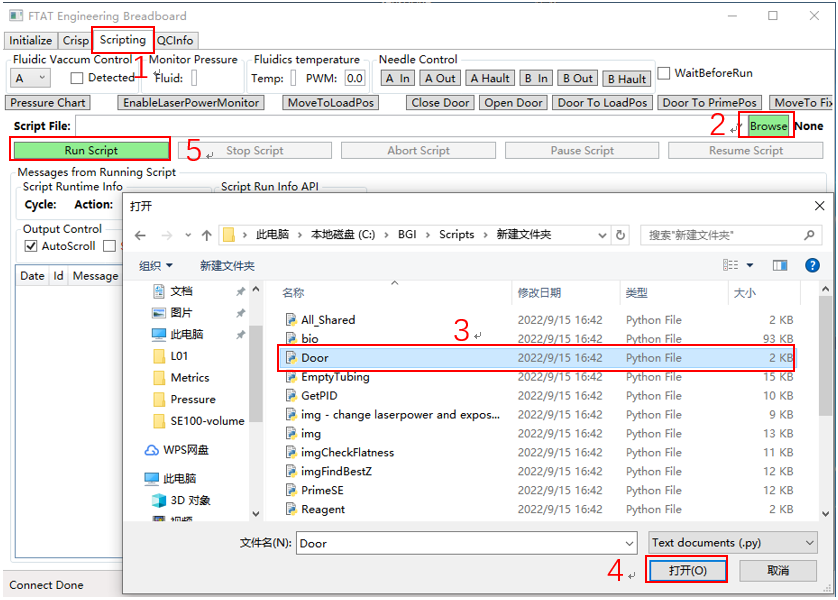 FTAT Engineering Breadboard
Initialize Crisp Scripting QCInfo
Fluidic Vaccum Control Monitor Pressure Fluidics temperature Needle Control
A Detected 1 Fluid: Temp: PWM: 0.0 A In A Out A Hault B In B Out B Hault WaitBeforeRun
Pressure Chart EnableLaserPowerMonitor MoveToLoadPos Close Door Open Door Door To LoadPos Door To PrimePos MoveTo Fix
Script File: 2 Browse None
Run Script 5 Stop Script Abort Script Pause Script Resume Script
Messages from Running Script
Script Runtime Info Script Run Info API
Cycle: Action:
Output Control
AutoScroll
Date Id Message
打开
此电脑 › 本地磁盘 (C:) › BGI › Scripts › 新建文件夹 搜索"新建文件夹"
组织 新建文件夹
名称 修改日期 类型 大小
文档
图片
此电脑
L01
Metrics
Pressure
SE100-volume
WPS网盘
此电脑
3D 对象
视频
All_Shared 2022/9/15 16:42 Python File 2 KB
3
bio 2022/9/15 16:42 Python File 93 KB
Door 2022/9/15 16:42 Python File 2 KB
EmptyTubing 2022/9/15 16:42 Python File 15 KB
GetPID 2022/9/15 16:42 Python File 10 KB
img - change laserpower and expos... 2022/9/15 16:42 Python File 9 KB
img 2022/9/15 16:42 Python File 13 KB
imgCheckFlatness 2022/9/15 16:42 Python File 11 KB
imgFindBestZ 2022/9/15 16:42 Python File 12 KB
PrimeSE 2022/9/15 16:42 Python File 12 KB
Reagent 2022/9/15 16:42 Python File 2 KB
文件名(N): Door Text documents (.py)
4 打开(O) 取消
Connect Done